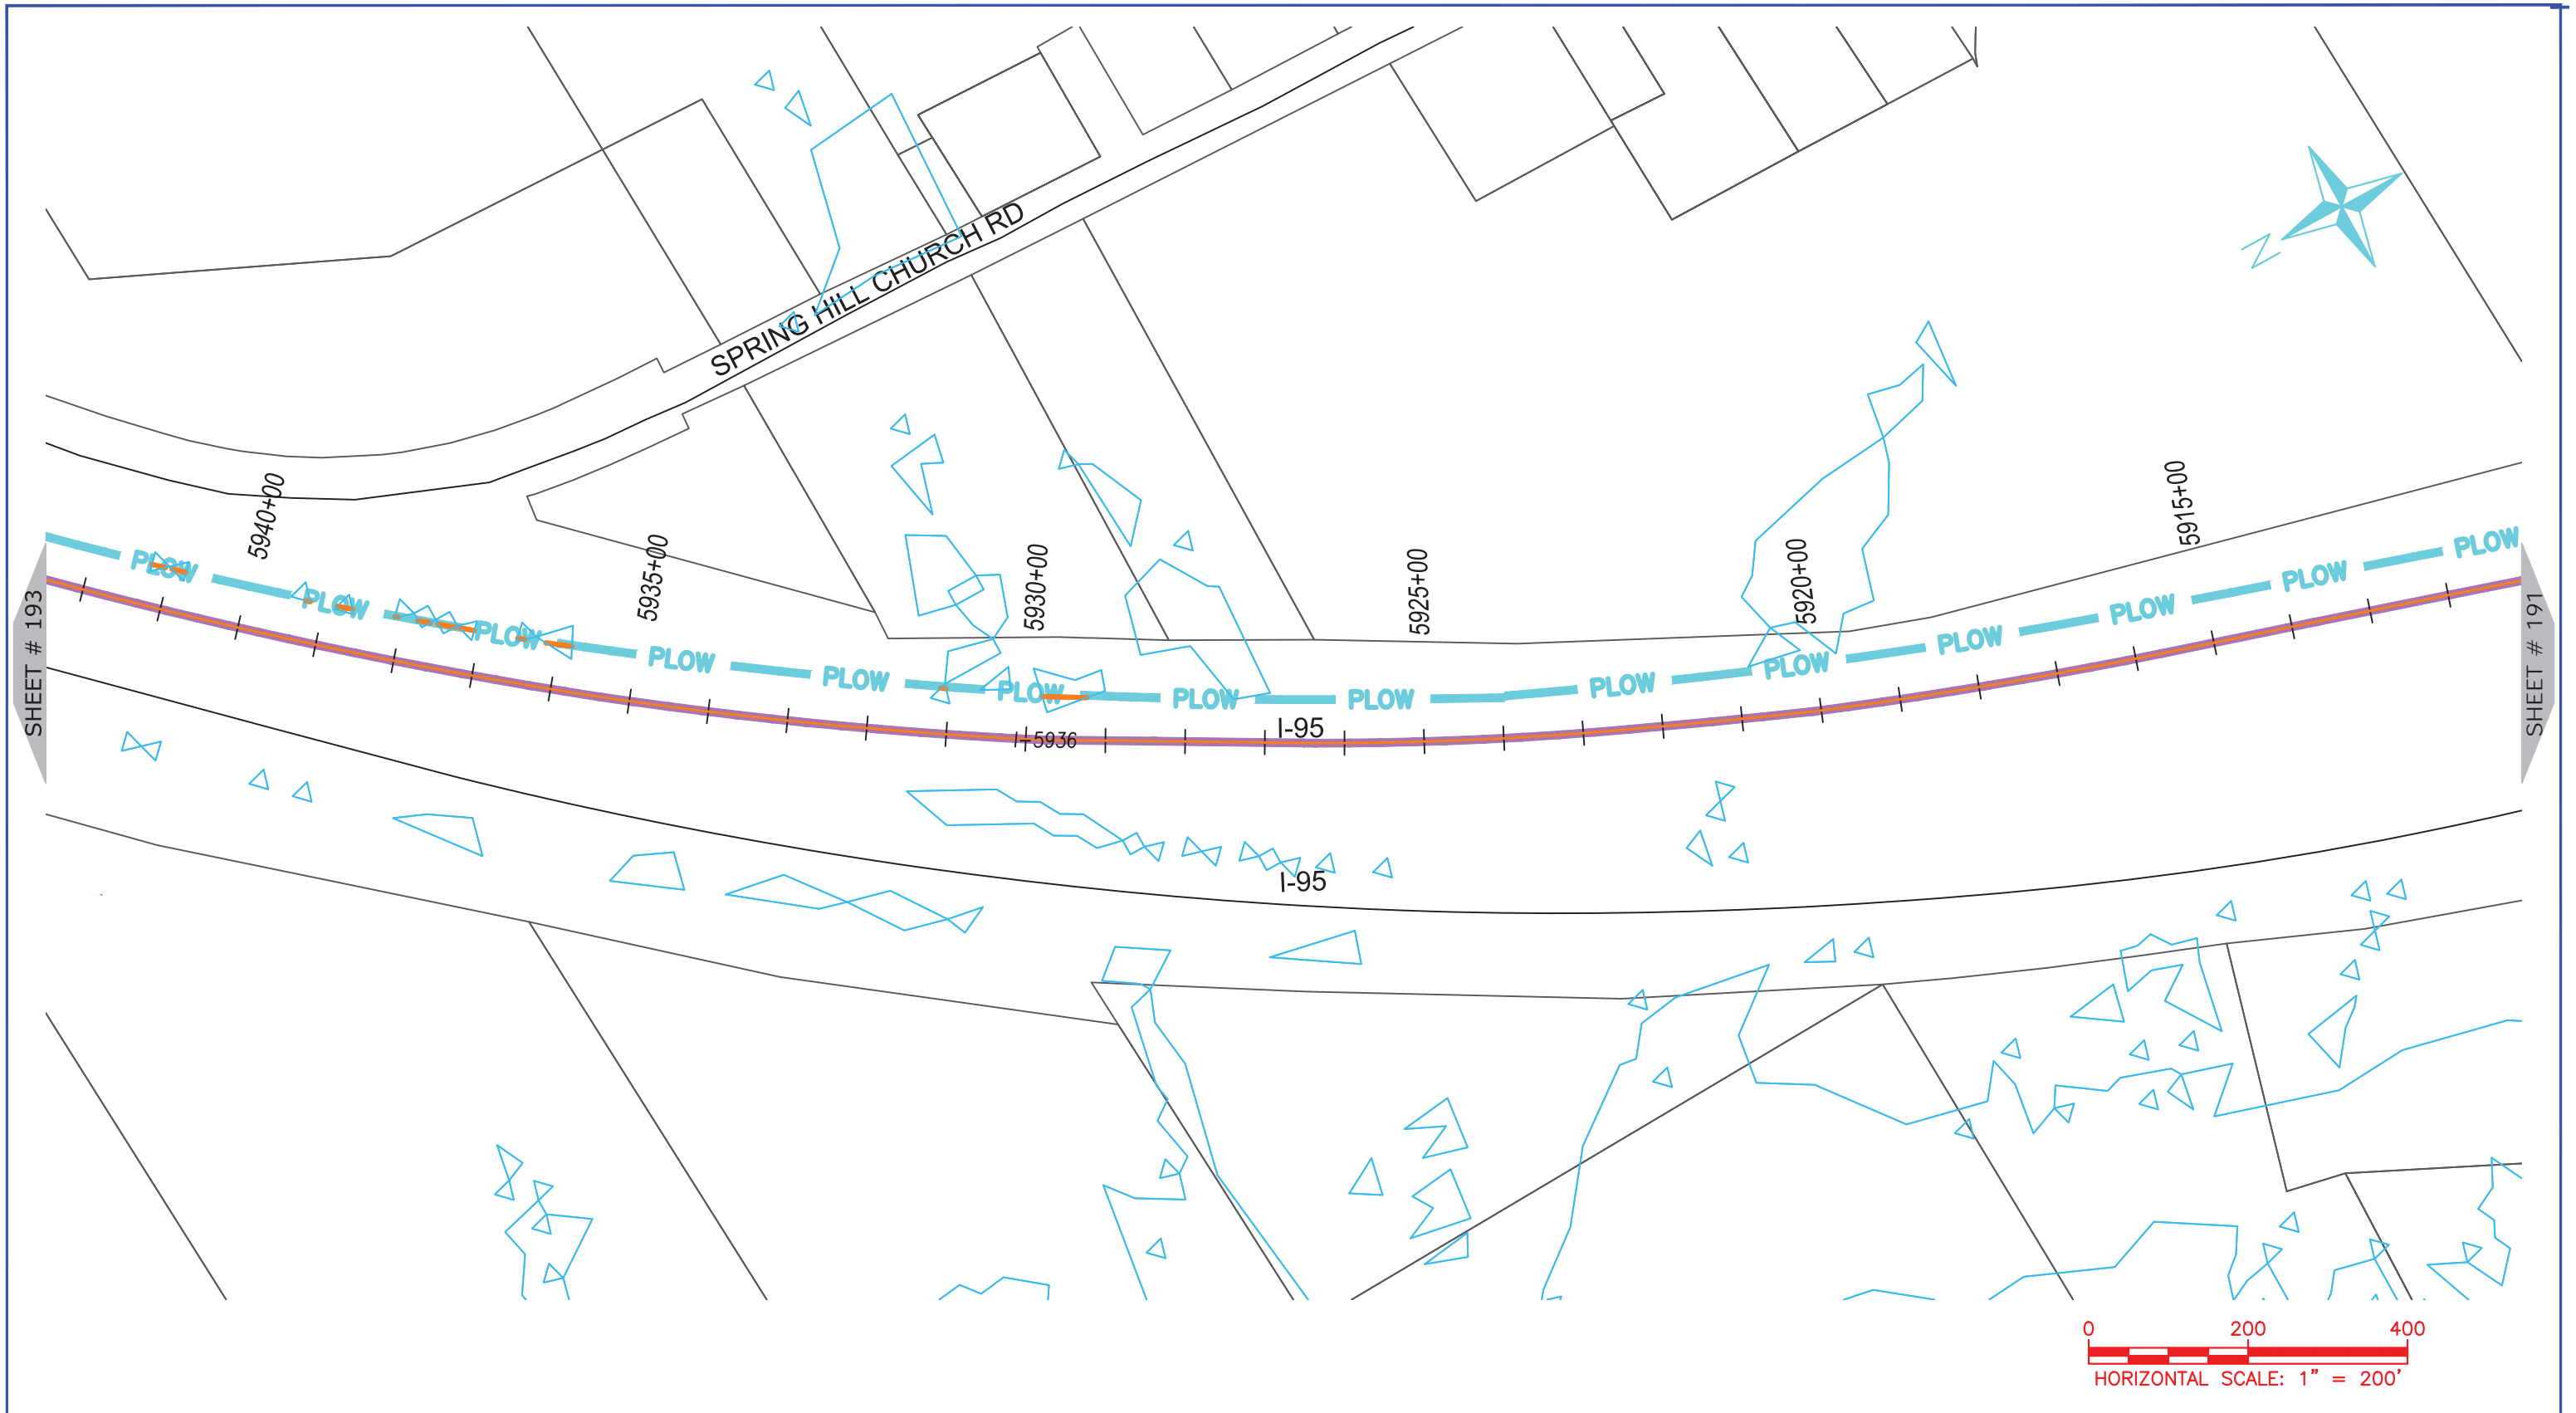 SPRING HILL CHURCH RD
N
5940+00
5935+00
5930+00
5925+00
5920+00
5915+00
PLOW
PLOW
PLOW
PLOW
PLOW
PLOW
PLOW
PLOW
PLOW
PLOW
PLOW
PLOW
PLOW
PLOW
SHEET # 193
SHEET # 191
I-95
5936
I-95
0 200 400
HORIZONTAL SCALE: 1" = 200'